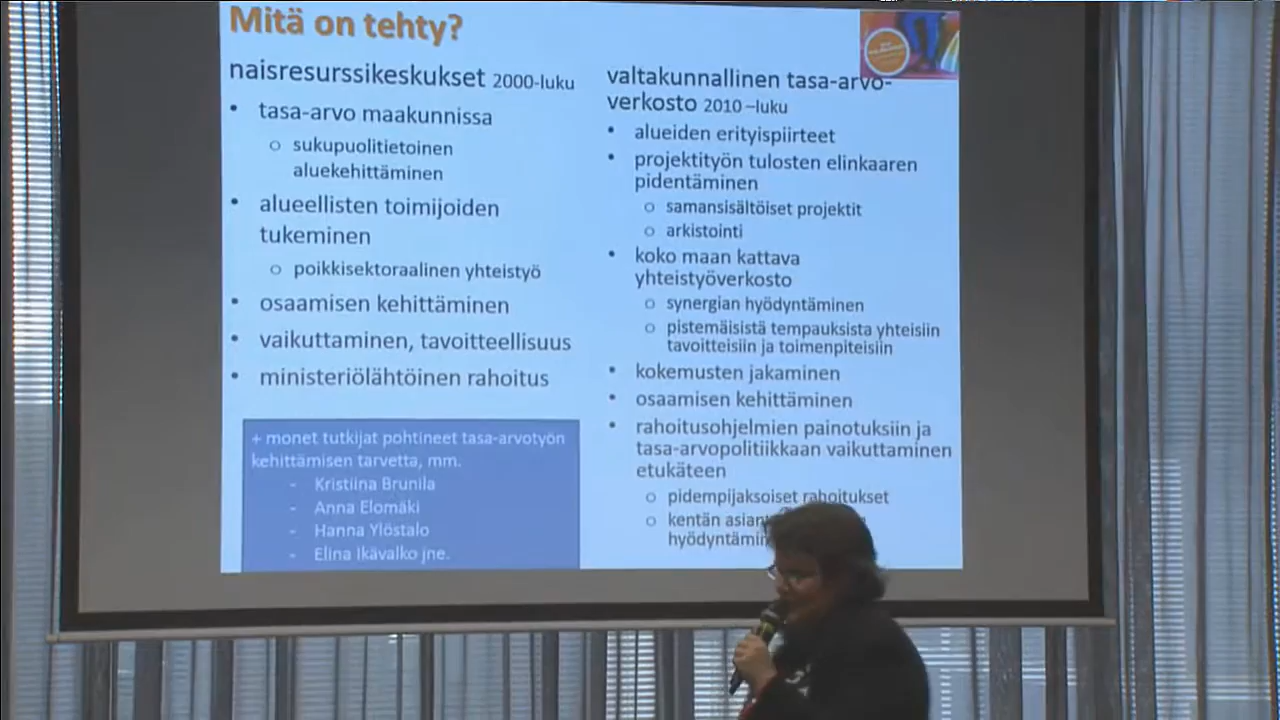 Mitä on tehty?
naisresurssikeskukset 2000-luku
• tasa-arvo maakunnissa
o sukupuolitietoinen
aluekehittäminen
• alueellisten toimijoiden
tukeminen
o poikkisektoraalinen yhteistyö
• osaamisen kehittäminen
• vaikuttaminen, tavoitteellisuus
• ministeriölähtöinen rahoitus
+ monet tutkijat pohtineet tasa-arvotyön
kehittämisen tarvetta, mm.
- Kristiina Brunila
- Anna Elomäki
- Hanna Ylöstalo
- Elina Ikävalko jne.
valtakunnallinen tasa-arvo-
verkosto 2010 –luku
• alueiden erityispiirteet
• projektityön tulosten elinkaaren
pidentäminen
o samansisältöiset projektit
o arkistointi
• koko maan kattava
yhteistyöverkosto
o synergian hyödyntäminen
o pistemäisistä tempauksista yhteisiin
tavoitteisiin ja toimenpiteisiin
• kokemusten jakaminen
• osaamisen kehittäminen
• rahoitusohjelmien painotuksiin ja
tasa-arvopolitiikkaan vaikuttaminen
etukäteen
o pidempijaksoiset rahoitukset
o kentän